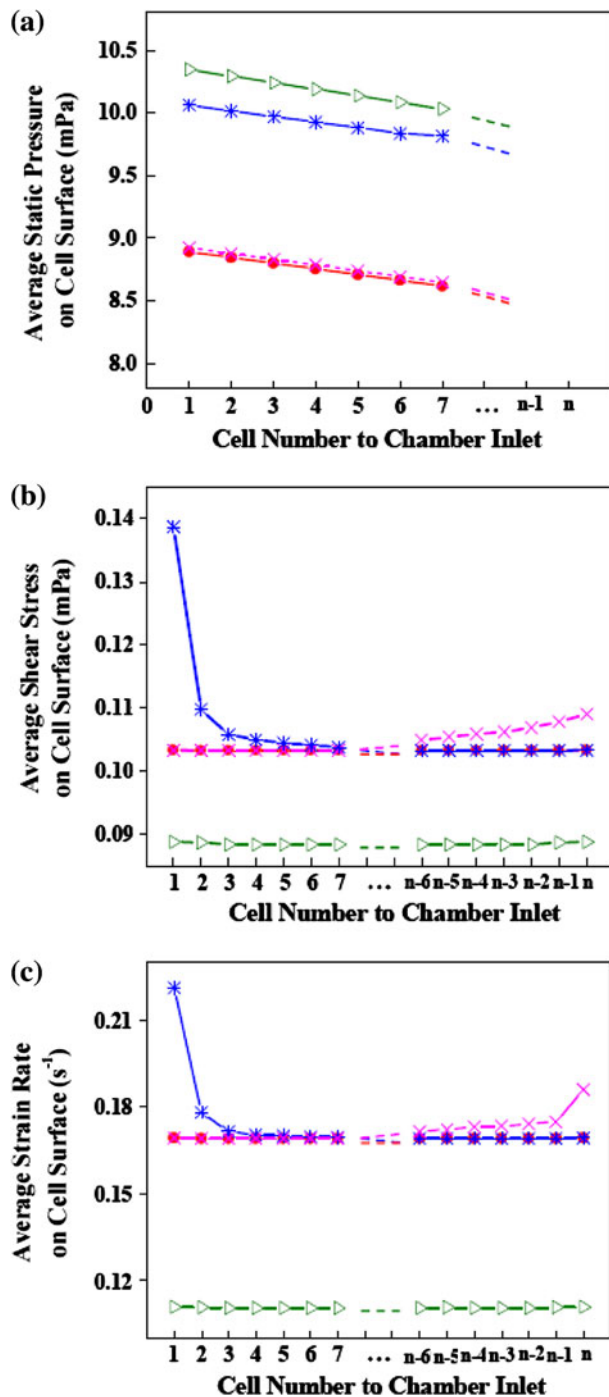 (a)
10.5
10.0
9.5
9.0
8.5
8.0
Average Static Pressure
on Cell Surface (mPa)
0 1 2 3 4 5 6 7 ... n-1 n
Cell Number to Chamber Inlet
(b)
0.14
0.13
0.12
0.11
0.10
0.09
Average Shear Stress
on Cell Surface (mPa)
1 2 3 4 5 6 7 ... n-6 n-5 n-4 n-3 n-2 n-1 n
Cell Number to Chamber Inlet
(c)
0.21
0.18
0.15
0.12
Average Strain Rate
on Cell Surface (s⁻¹)
1 2 3 4 5 6 7 ... n-6 n-5 n-4 n-3 n-2 n-1 n
Cell Number to Chamber Inlet